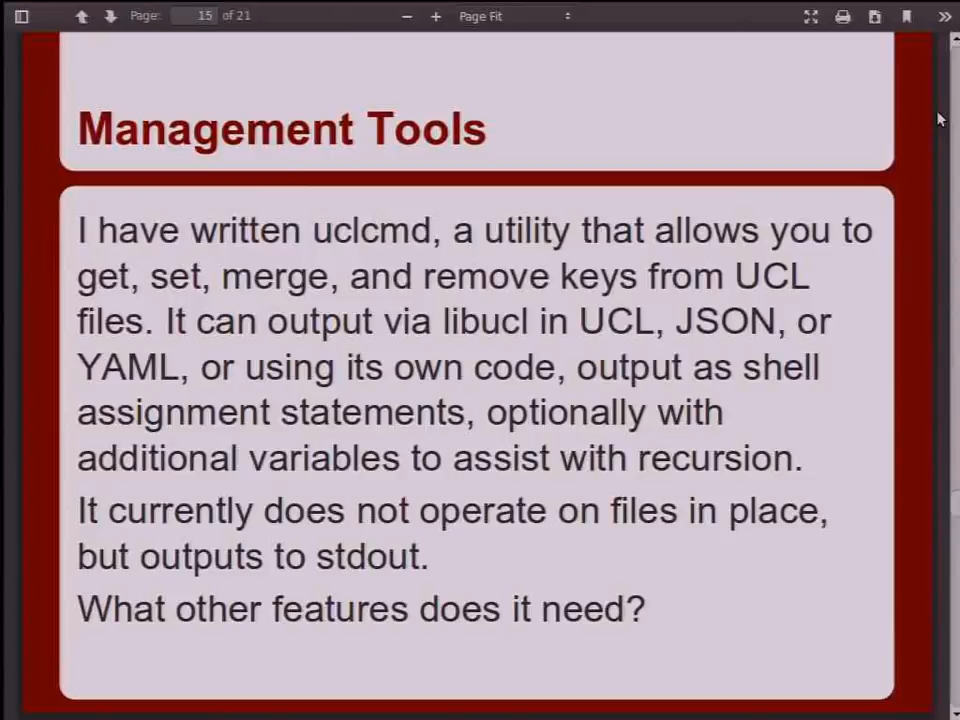 Page: 15 of 21
Page Fit
Management Tools
I have written uclcmd, a utility that allows you to
get, set, merge, and remove keys from UCL
files. It can output via libucl in UCL, JSON, or
YAML, or using its own code, output as shell
assignment statements, optionally with
additional variables to assist with recursion.
It currently does not operate on files in place,
but outputs to stdout.
What other features does it need?